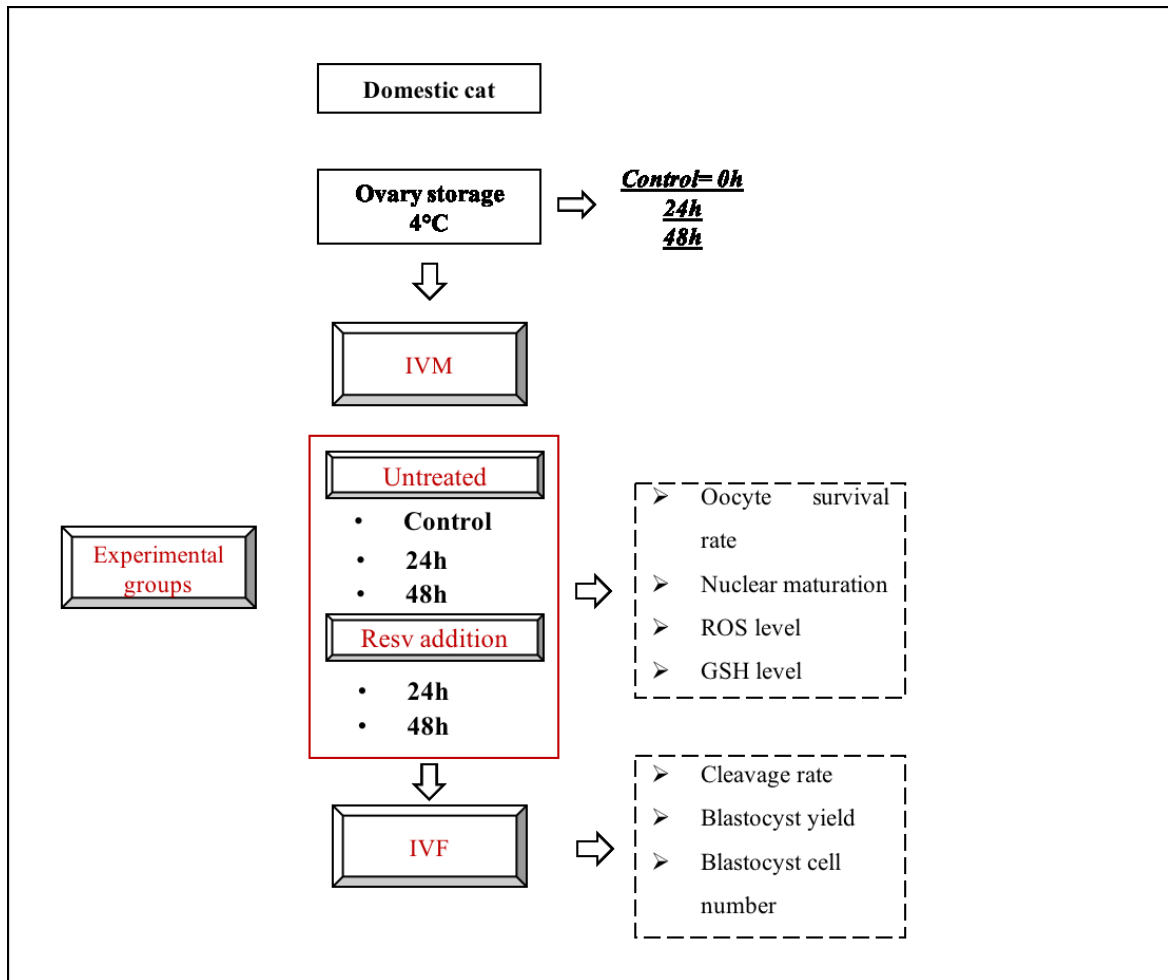 Domestic cat
Ovary storage
4°C
Control= 0h
24h
48h
IVM
Experimental
groups
Untreated
• Control
• 24h
• 48h
Resv addition
• 24h
• 48h
➢ Oocyte survival
rate
➢ Nuclear maturation
➢ ROS level
➢ GSH level
IVF
➢ Cleavage rate
➢ Blastocyst yield
➢ Blastocyst cell
number